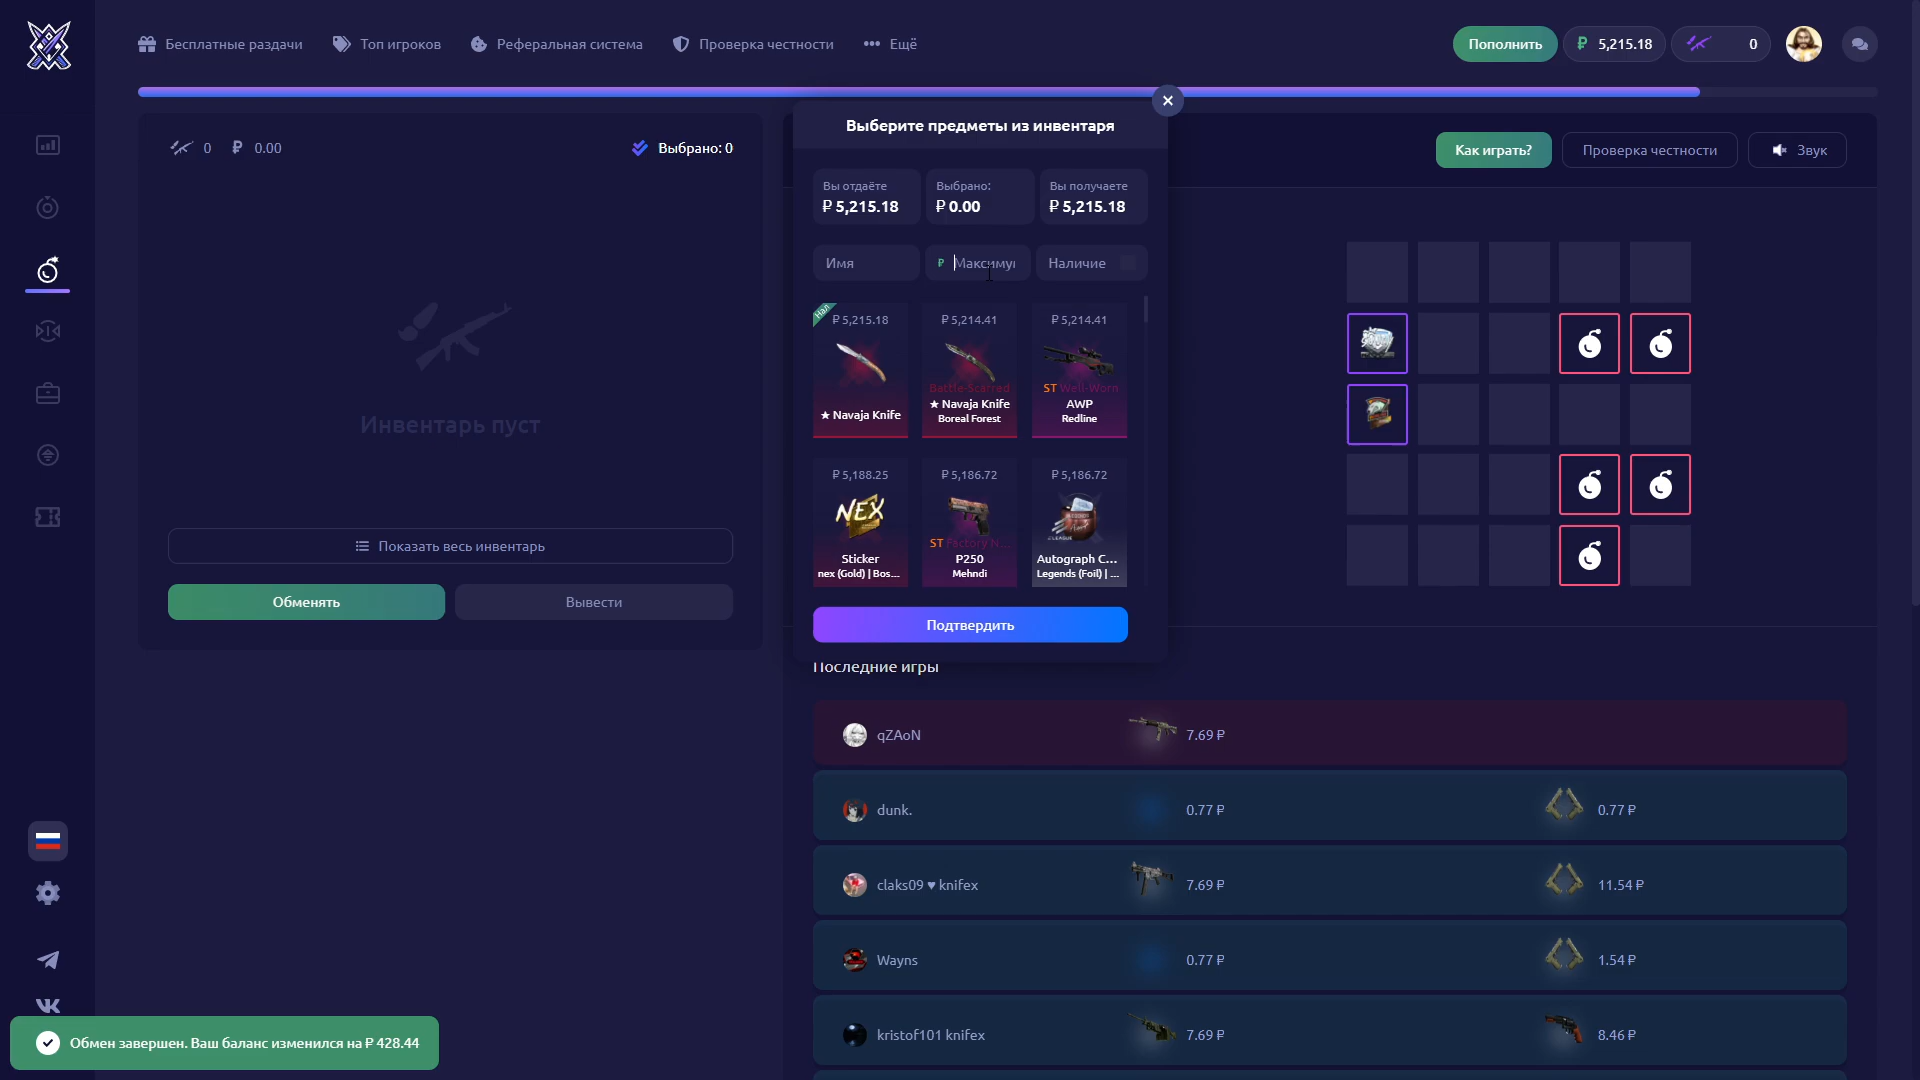 Бесплатные раздачи
Топ игроков
Реферальная система
Проверка честности
Ещё
Пополнить
₽ 5,215.18
0
0
₽ 0.00
Выбрано: 0
Инвентарь пуст
Показать весь инвентарь
Обменять
Вывести
Выберите предметы из инвентаря
Вы отдаёте
₽ 5,215.18
Выбрано:
₽ 0.00
Вы получаете
₽ 5,215.18
Имя
₽
Наличие
Нал
₽ 5,215.18
★ Navaja Knife
₽ 5,214.41
Battle-Scarred
★ Navaja Knife
Boreal Forest
₽ 5,214.41
ST Well-Worn
AWP
Redline
₽ 5,188.25
NEX
Sticker
nex (Gold) | Bos...
₽ 5,186.72
ST Factory N...
P250
Mehndi
₽ 5,186.72
Autograph C...
Legends (Foil) | ...
Подтвердить
Как играть?
Проверка честности
Звук
Последние игры
qZAoN
7.69 ₽
dunk.
0.77 ₽
0.77 ₽
claks09 ♥ knifex
7.69 ₽
11.54 ₽
Wayns
0.77 ₽
1.54 ₽
kristof101 knifex
7.69 ₽
8.46 ₽
Обмен завершен. Ваш баланс изменился на ₽ 428.44